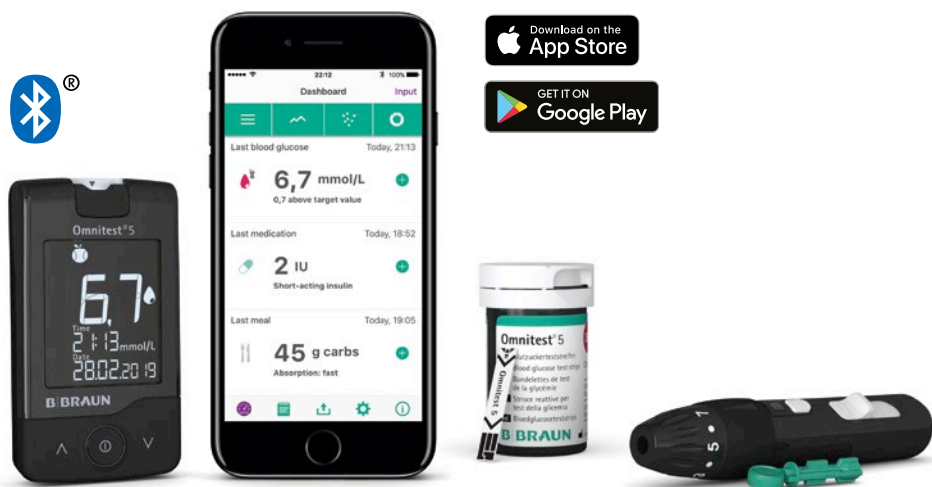 ®
Download on the
App Store
GET IT ON
Google Play
22:12
100%
Dashboard
Input
Last blood glucose
Today, 21:13
6,7 mmol/L
0,7 above target value
Last medication
Today, 18:52
2 IU
Short-acting insulin
Last meal
Today, 19:05
45 g carbs
Absorption: fast
Omnitest®5
6,7
Time
21:13 mmol/L
Date
28.02.2019
B|BRAUN
Omnitest®5
Blood glucose test strips
Bandelettes de test
de la glycémie
Strisce reattive per
test della glicemia
Bloedglucoseteststrips
B|BRAUN
Omnitest 5
5
1